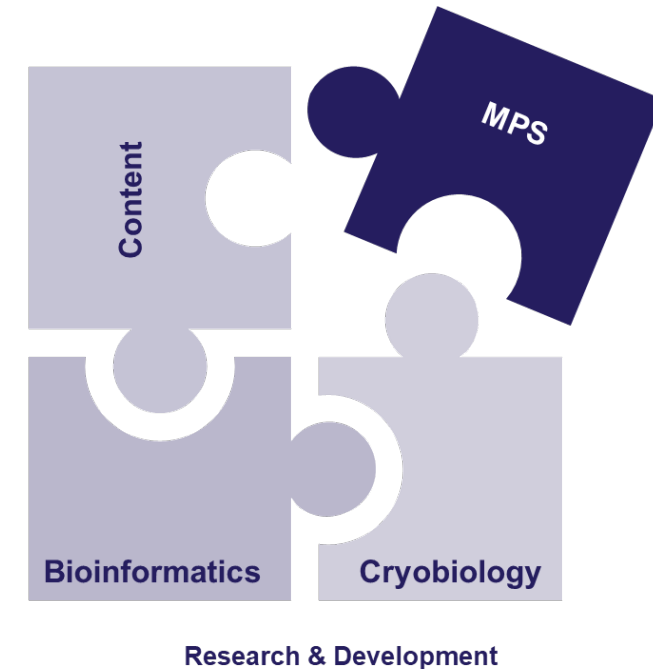 Content
MPS
Bioinformatics
Cryobiology
Research & Development